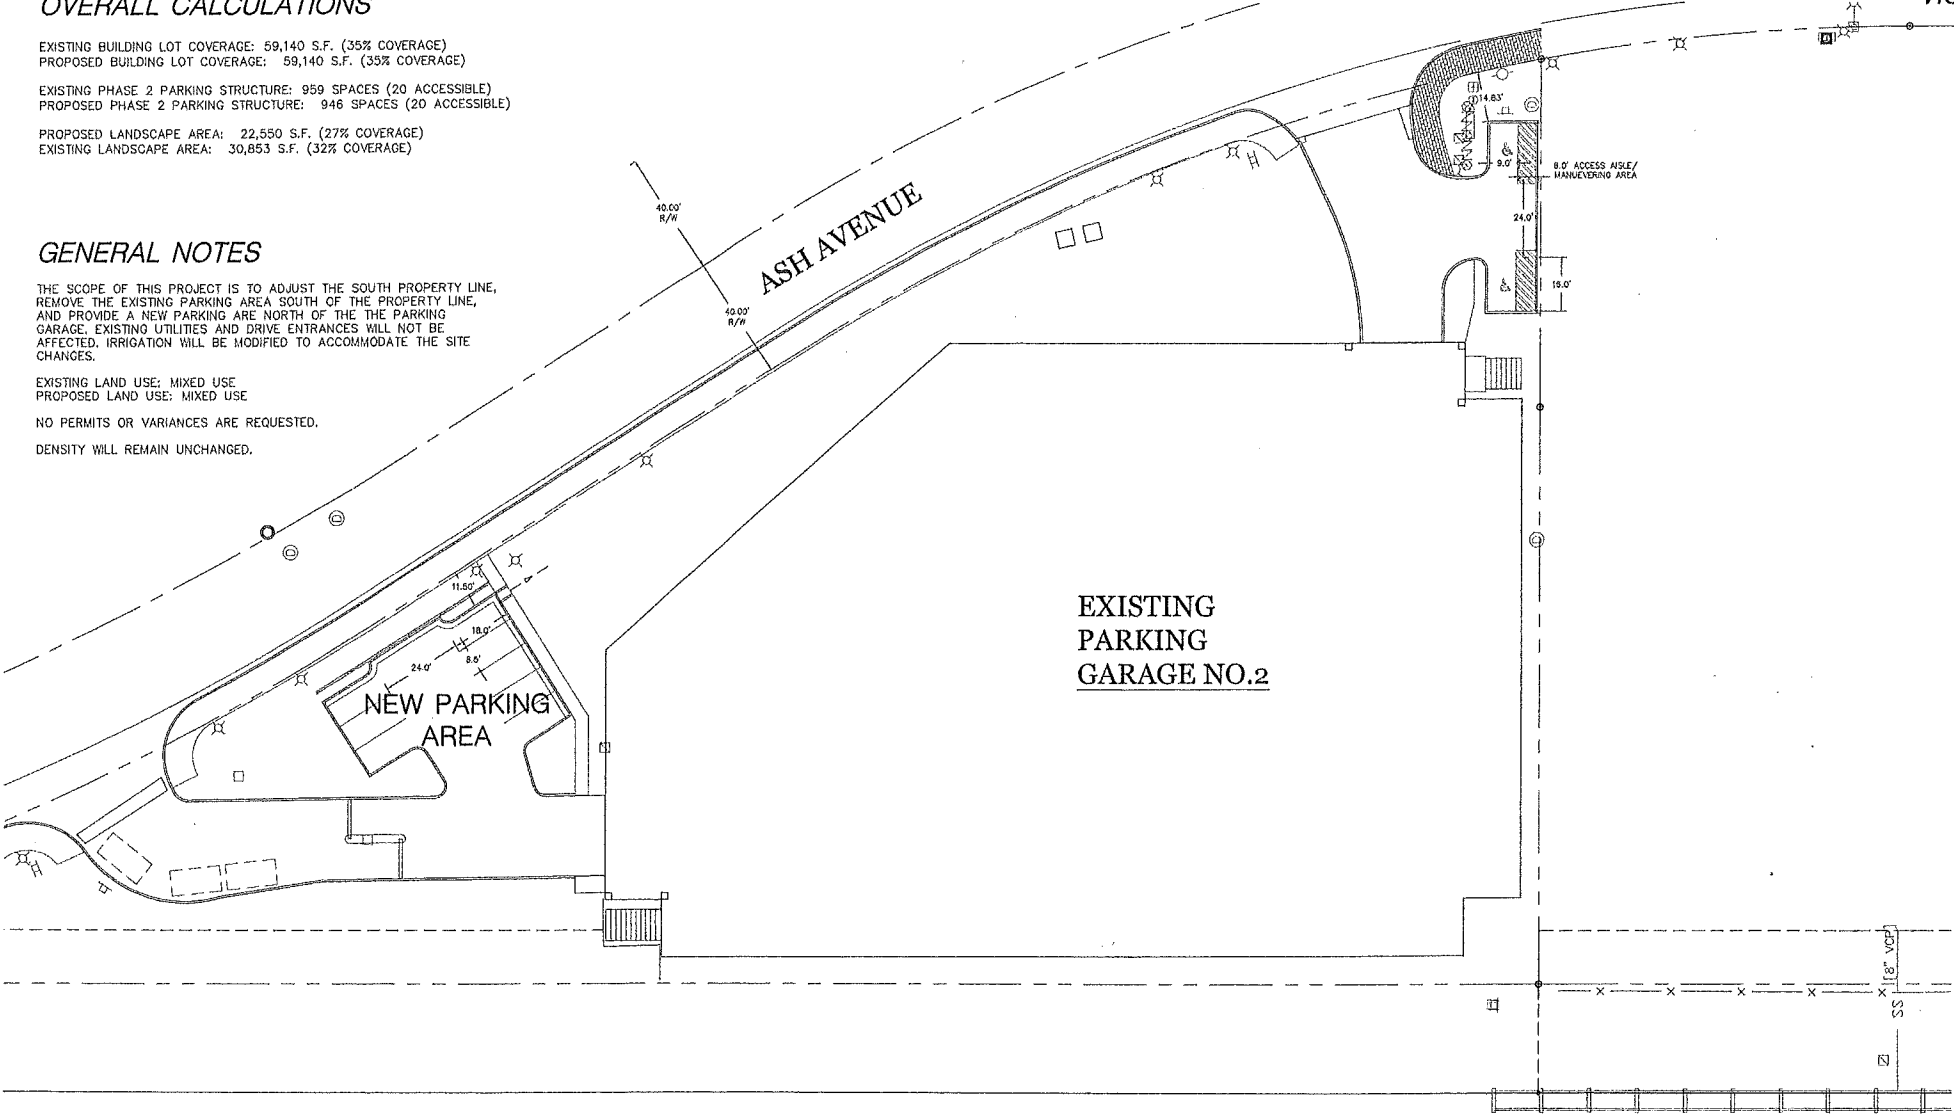 OVERALL CALCULATIONS
EXISTING BUILDING LOT COVERAGE: 59,140 S.F. (35% COVERAGE)
PROPOSED BUILDING LOT COVERAGE: 59,140 S.F. (35% COVERAGE)
EXISTING PHASE 2 PARKING STRUCTURE: 959 SPACES (20 ACCESSIBLE)
PROPOSED PHASE 2 PARKING STRUCTURE: 946 SPACES (20 ACCESSIBLE)
PROPOSED LANDSCAPE AREA: 22,550 S.F. (27% COVERAGE)
EXISTING LANDSCAPE AREA: 30,853 S.F. (32% COVERAGE)
GENERAL NOTES
THE SCOPE OF THIS PROJECT IS TO ADJUST THE SOUTH PROPERTY LINE,
REMOVE THE EXISTING PARKING AREA SOUTH OF THE PROPERTY LINE,
AND PROVIDE A NEW PARKING ARE NORTH OF THE THE PARKING
GARAGE. EXISTING UTILITIES AND DRIVE ENTRANCES WILL NOT BE
AFFECTED. IRRIGATION WILL BE MODIFIED TO ACCOMMODATE THE SITE
CHANGES.
EXISTING LAND USE: MIXED USE
PROPOSED LAND USE: MIXED USE
NO PERMITS OR VARIANCES ARE REQUESTED.
DENSITY WILL REMAIN UNCHANGED.
40.00'
R/W
ASH AVENUE
40.00'
R/W
14.83'
9.0'
8.0' ACCESS AISLE/
MANUEVERING AREA
24.0'
11.50'
18.0'
24.0'
8.5'
NEW PARKING
AREA
EXISTING
PARKING
GARAGE NO.2
[8" VCP]
SS